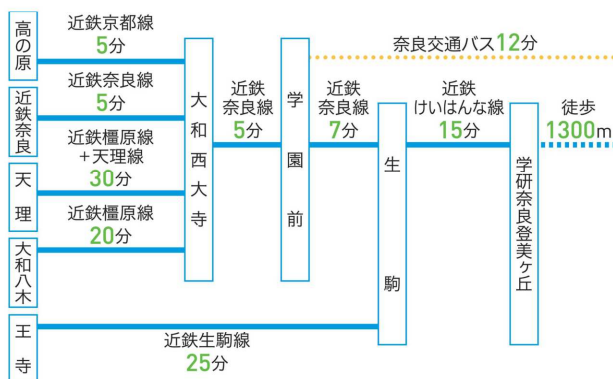 高の原
近鉄京都線
5分
近鉄奈良
近鉄奈良線
5分
天理
近鉄橿原線
＋天理線
30分
大和八木
近鉄橿原線
20分
王寺
近鉄生駒線
25分
大和西大寺
近鉄
奈良線
5分
学園前
奈良交通バス12分
近鉄
奈良線
7分
生駒
近鉄
けいはんな線
15分
学研奈良登美ヶ丘
徒歩
1300m